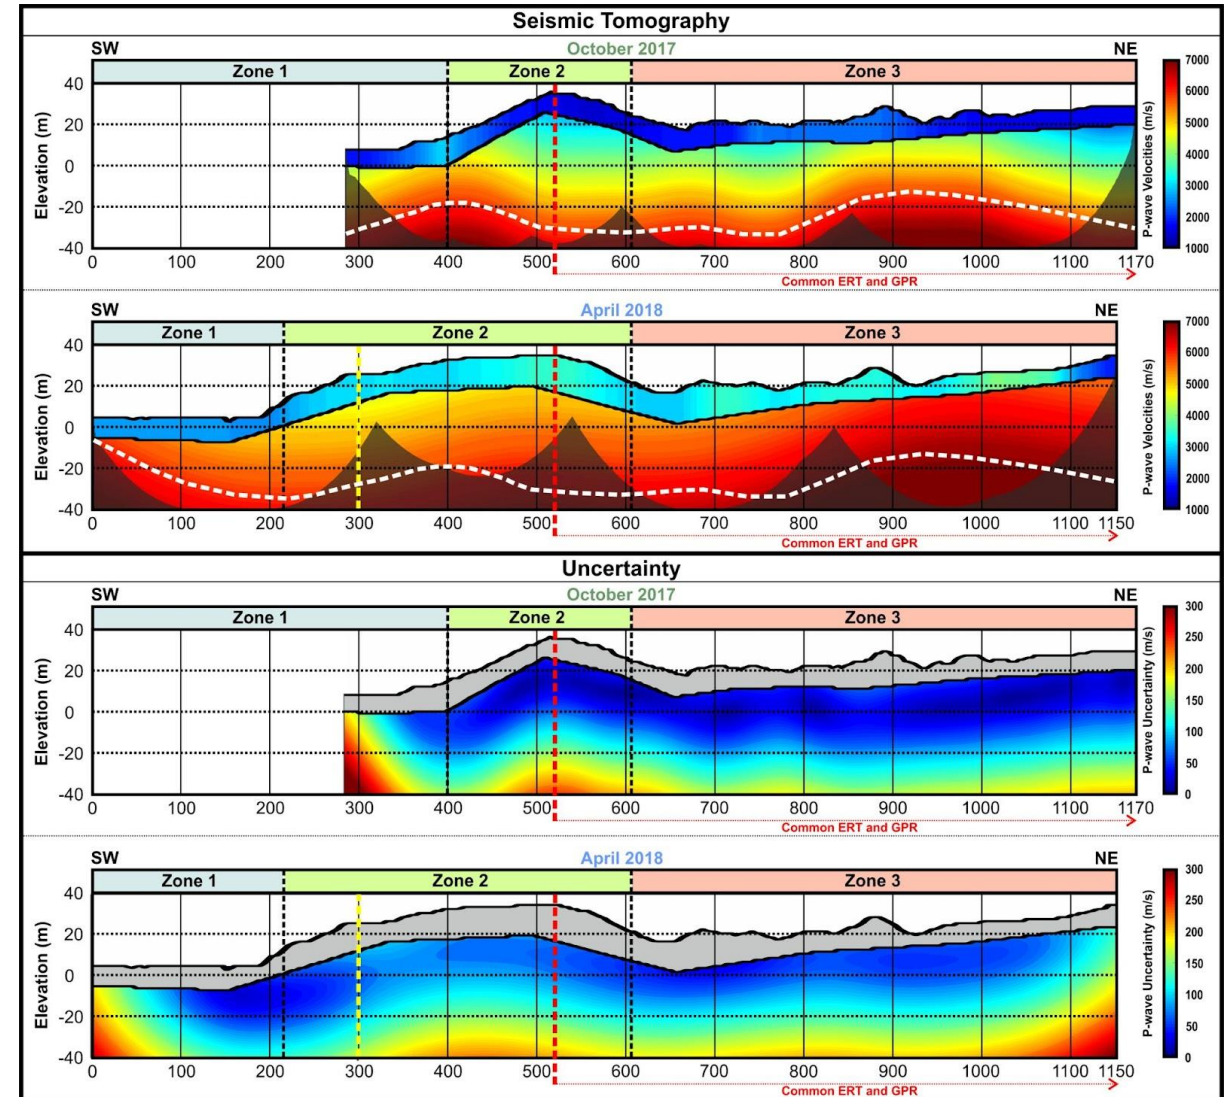 Seismic Tomography
SW October 2017 NE
Zone 1 Zone 2 Zone 3
Elevation (m)
40
20
0
-20
-40
0 100 200 300 400 500 600 700 800 900 1000 1100 1170
Common ERT and GPR
P-wave Velocities (m/s)
7000
6000
5000
4000
3000
2000
1000
SW April 2018 NE
Zone 1 Zone 2 Zone 3
Elevation (m)
40
20
0
-20
-40
0 100 200 300 400 500 600 700 800 900 1000 1100 1150
Common ERT and GPR
P-wave Velocities (m/s)
7000
6000
5000
4000
3000
2000
1000
Uncertainty
SW October 2017 NE
Zone 1 Zone 2 Zone 3
Elevation (m)
40
20
0
-20
-40
0 100 200 300 400 500 600 700 800 900 1000 1100 1170
Common ERT and GPR
P-wave Uncertainty (m/s)
300
250
200
150
100
50
0
SW April 2018 NE
Zone 1 Zone 2 Zone 3
Elevation (m)
40
20
0
-20
-40
0 100 200 300 400 500 600 700 800 900 1000 1100 1150
Common ERT and GPR
P-wave Uncertainty (m/s)
300
250
200
150
100
50
0